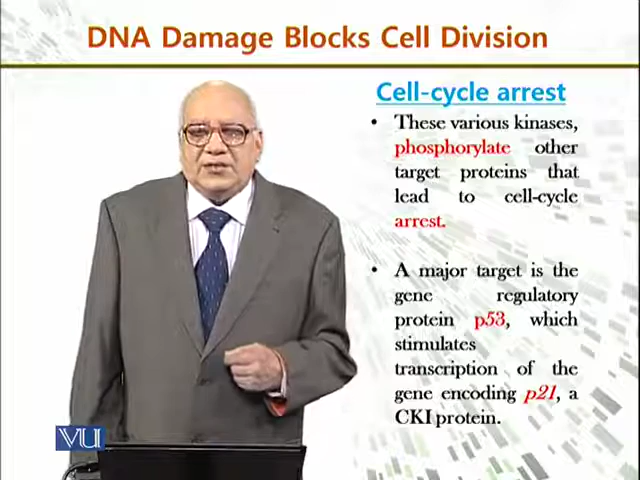 DNA Damage Blocks Cell Division
Cell-cycle arrest
• These various kinases,
phosphorylate other
target proteins that
lead to cell-cycle
arrest.
• A major target is the
gene regulatory
protein p53, which
stimulates
transcription of the
gene encoding p21, a
CKI protein.
VU